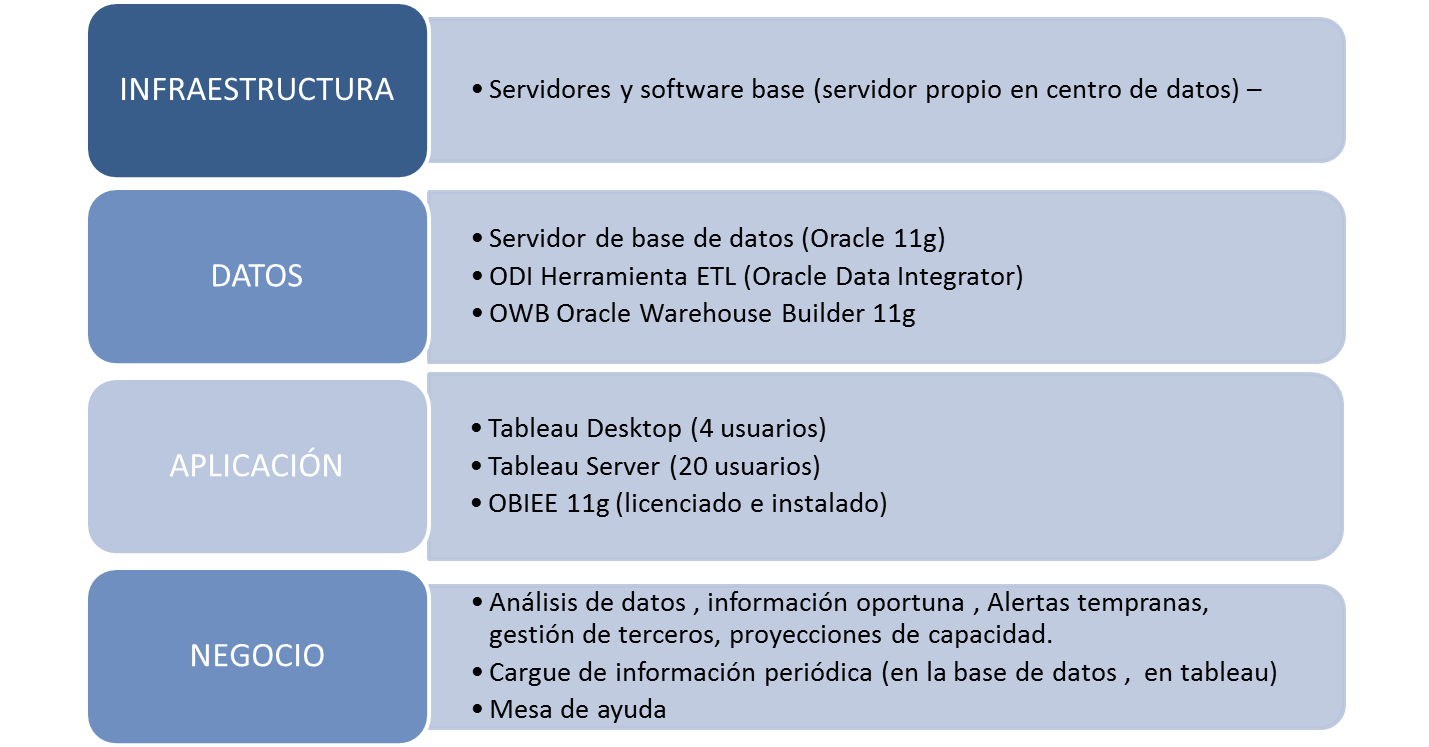 INFRAESTRUCTURA
• Servidores y software base (servidor propio en centro de datos) –
DATOS
• Servidor de base de datos (Oracle 11g)
• ODI Herramienta ETL (Oracle Data Integrator)
• OWB Oracle Warehouse Builder 11g
APLICACIÓN
• Tableau Desktop (4 usuarios)
• Tableau Server (20 usuarios)
• OBIEE 11g (licenciado e instalado)
NEGOCIO
• Análisis de datos , información oportuna , Alertas tempranas,
gestión de terceros, proyecciones de capacidad.
• Cargue de información periódica (en la base de datos , en tableau)
• Mesa de ayuda